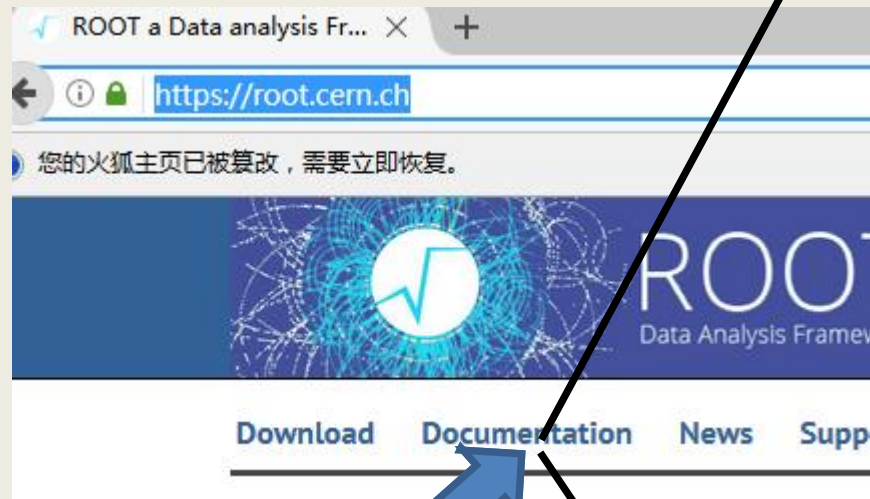 ROOT a Data analysis Fr...
https://root.cern.ch
您的火狐主页已被篡改，需要立即恢复。
ROOT
Data Analysis Framew
Download Documentation News Supp